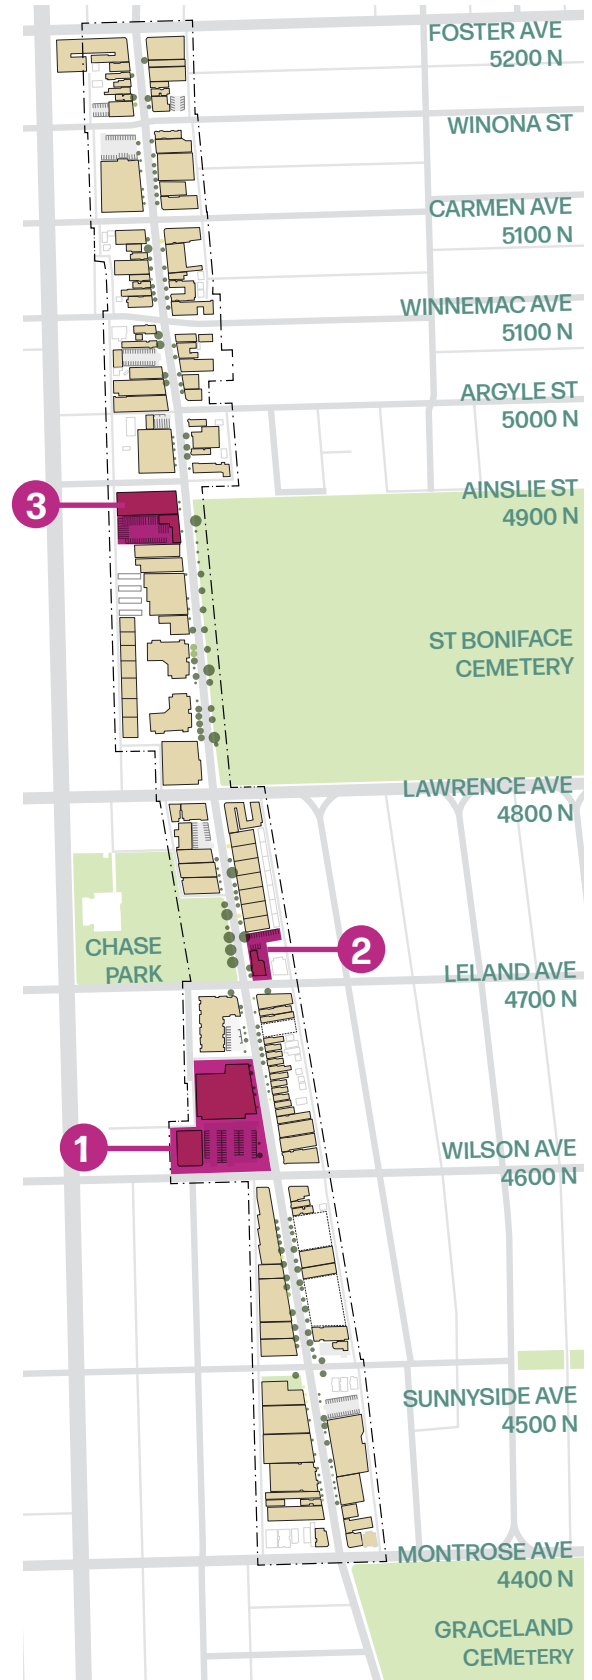 FOSTER AVE
5200 N
WINONA ST
CARMEN AVE
5100 N
WINNEMAC AVE
5100 N
ARGYLE ST
5000 N
AINSLIE ST
4900 N
3
ST BONIFACE
CEMETERY
LAWRENCE AVE
4800 N
CHASE
PARK
2
LELAND AVE
4700 N
1
WILSON AVE
4600 N
SUNNYSIDE AVE
4500 N
MONTROSE AVE
4400 N
GRACELAND
CEMETERY